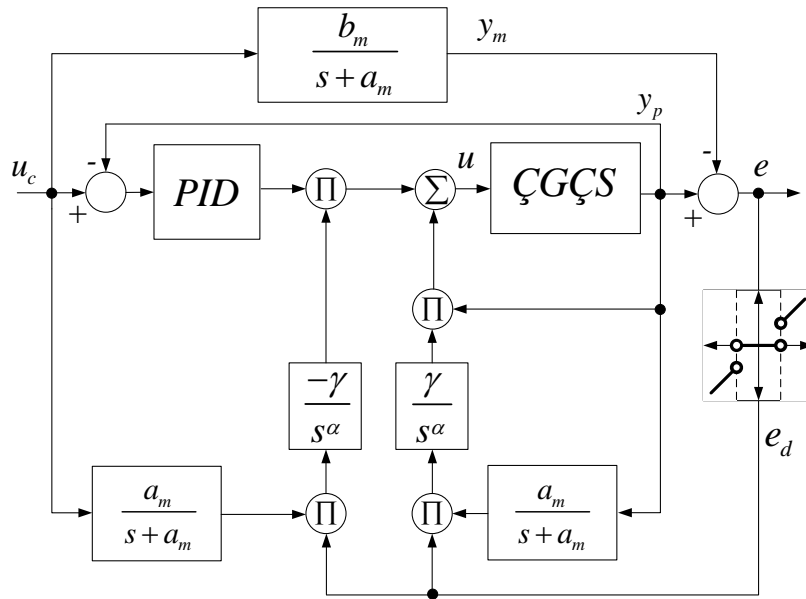 b_m
s + a_m
y_m
y_p
u_c
-
+
PID
Π
Σ
u
ÇGÇS
-
+
e
Π
-γ
s^α
γ
s^α
e_d
a_m
s + a_m
Π
Π
a_m
s + a_m